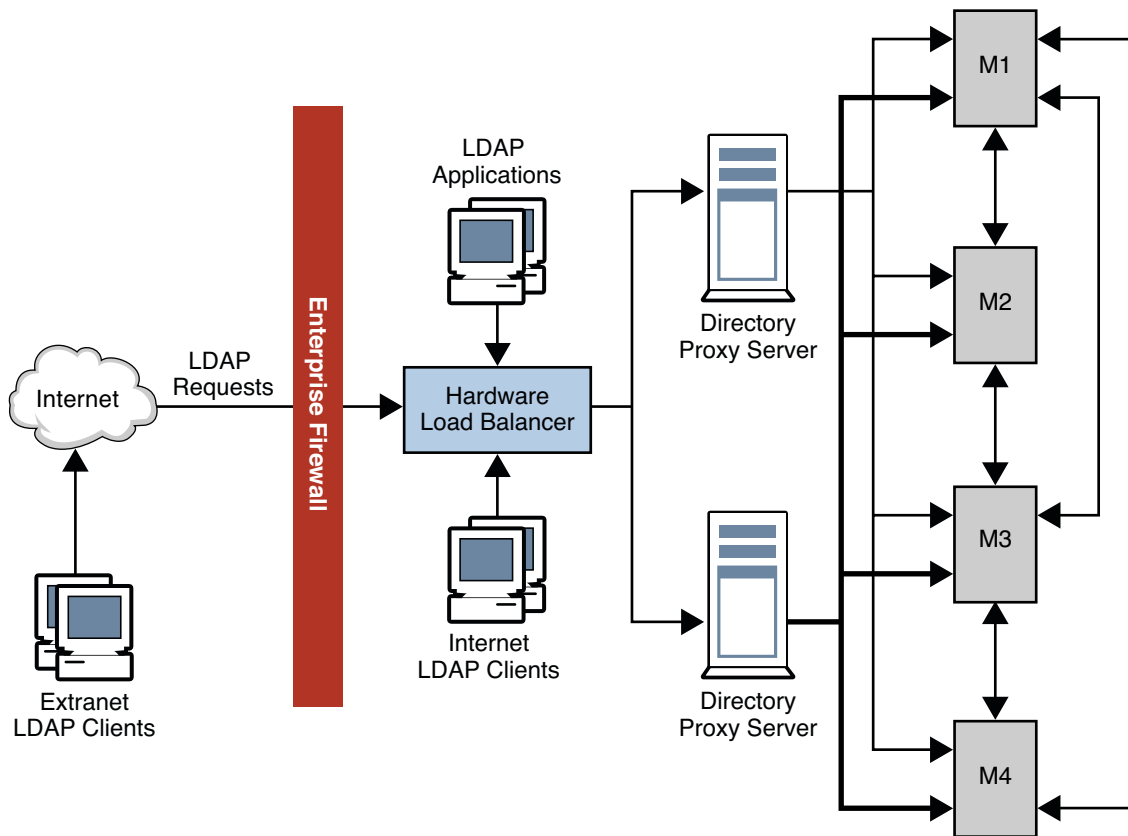 Internet
Extranet
LDAP Clients
LDAP
Requests
Enterprise Firewall
LDAP
Applications
Hardware
Load Balancer
Internet
LDAP Clients
Directory
Proxy Server
Directory
Proxy Server
M1
M2
M3
M4